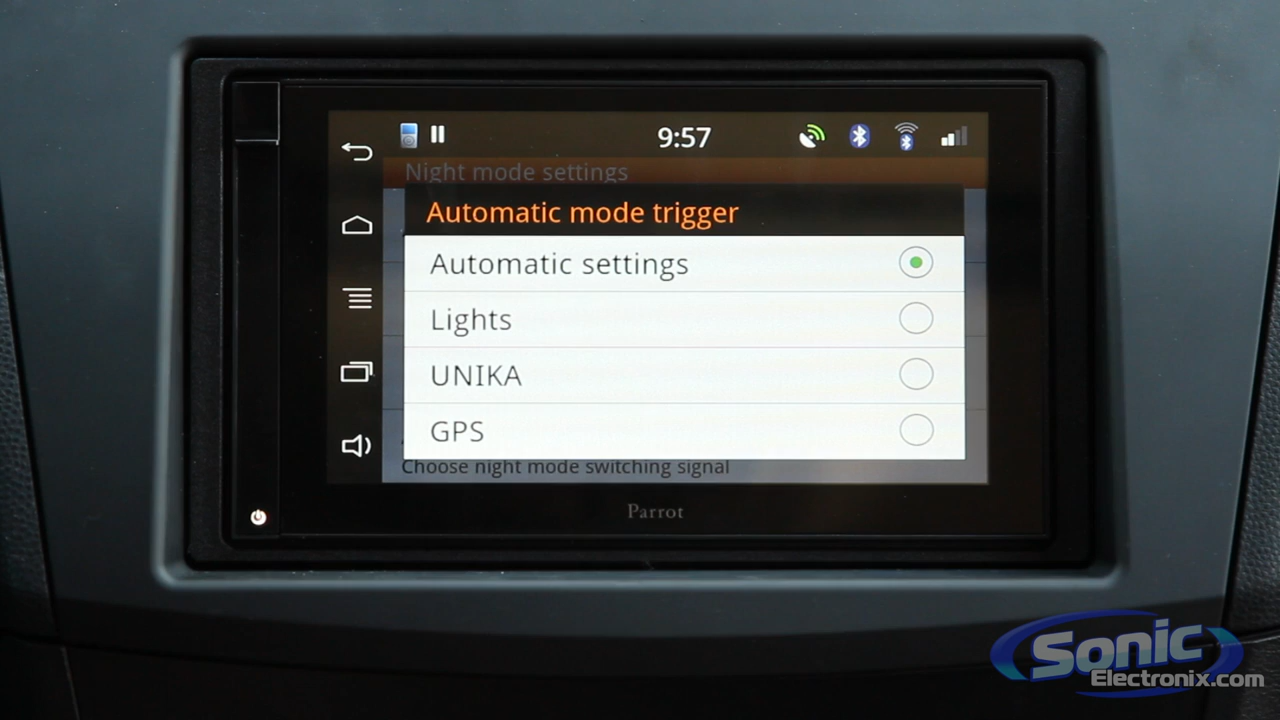 9:57
Night mode settings
Automatic mode trigger
Automatic settings
Lights
UNIKA
GPS
Choose night mode switching signal
Parrot
Sonic
Electronix.com